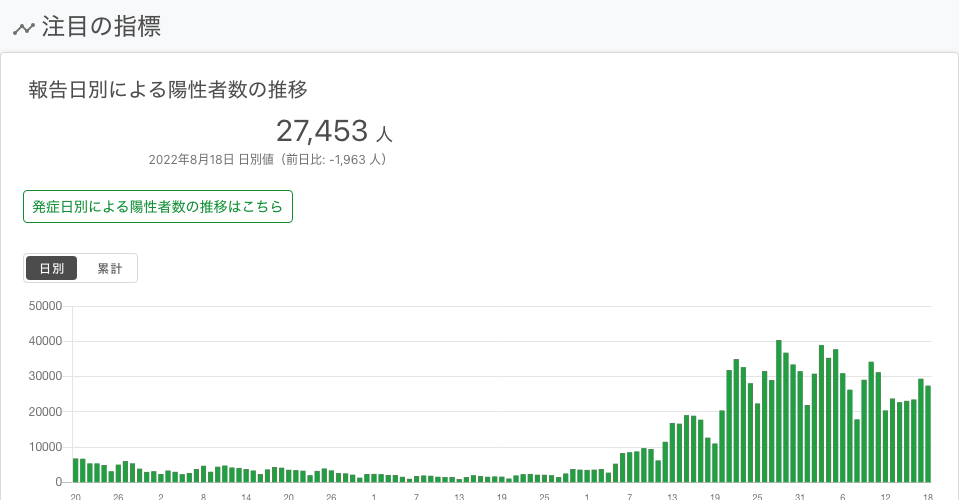 注目の指標
報告日別による陽性者数の推移
27,453 人
2022年8月18日 日別値（前日比: -1,963 人）
発症日別による陽性者数の推移はこちら
日別 累計
50000
40000
30000
20000
10000
0
20 26 2 8 14 20 26 1 7 13 19 25 1 7 13 19 25 31 6 12 18